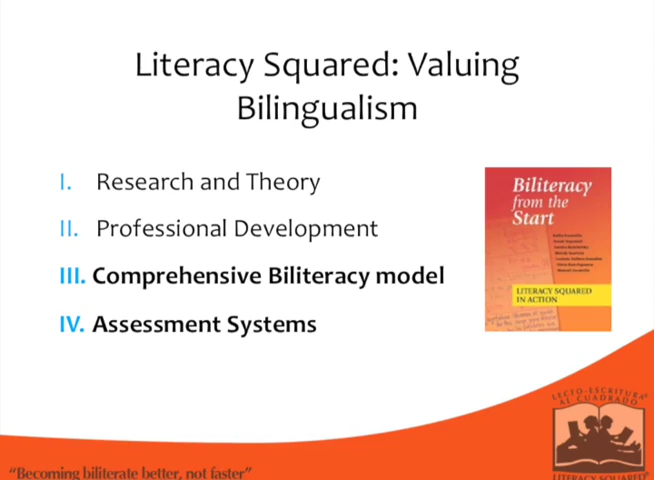 Literacy Squared: Valuing
Bilingualism
I. Research and Theory
II. Professional Development
III. Comprehensive Biliteracy model
IV. Assessment Systems
Biliteracy
from the
Start
LITERACY SQUARED
IN ACTION
LECTO-ESCRITURA
AL CUADRADO
LITERACY SQUARED®
"Becoming biliterate better, not faster"